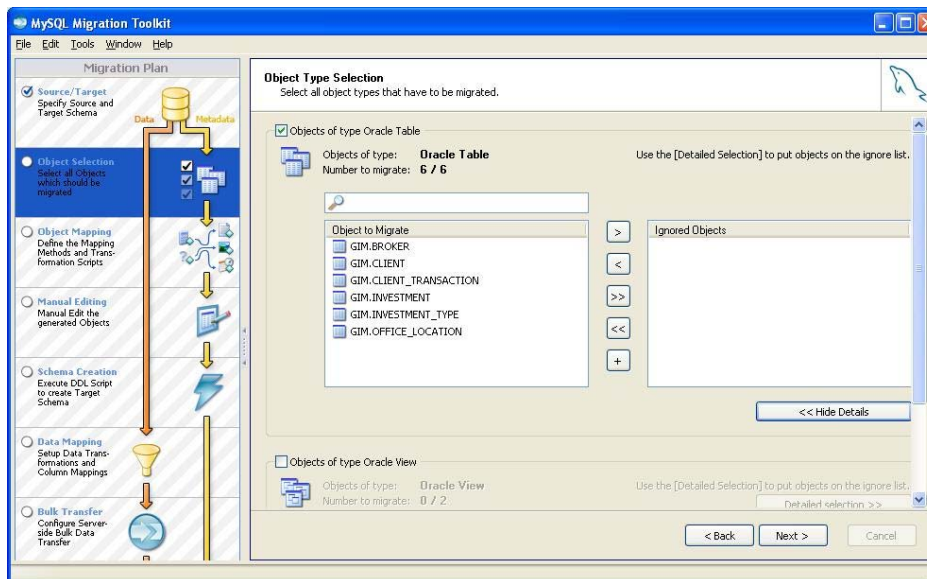 MySQL Migration Toolkit
File Edit Tools Window Help
Migration Plan
Source/Target
Specify Source and
Target Schema
Data
Metadata
Object Selection
Select all Objects
which should be
migrated
Object Mapping
Define the Mapping
Methods and Trans-
formation Scripts
Manual Editing
Manual Edit the
generated Objects
Schema Creation
Execute DDL Script
to create Target
Schema
Data Mapping
Setup Data Trans-
formations and
Column Mappings
Bulk Transfer
Configure Server-
side Bulk Data
Transfer
Object Type Selection
Select all object types that have to be migrated.
Objects of type Oracle Table
Objects of type: Oracle Table
Number to migrate: 6 / 6
Use the [Detailed Selection] to put objects on the ignore list.
Object to Migrate
GIM.BROKER
GIM.CLIENT
GIM.CLIENT_TRANSACTION
GIM.INVESTMENT
GIM.INVESTMENT_TYPE
GIM.OFFICE_LOCATION
>
<
>>
<<
+
Ignored Objects
<< Hide Details
Objects of type Oracle View
Objects of type: Oracle View
Number to migrate: 0 / 2
Use the [Detailed Selection] to put objects on the ignore list.
Detailed selection >>
< Back
Next >
Cancel